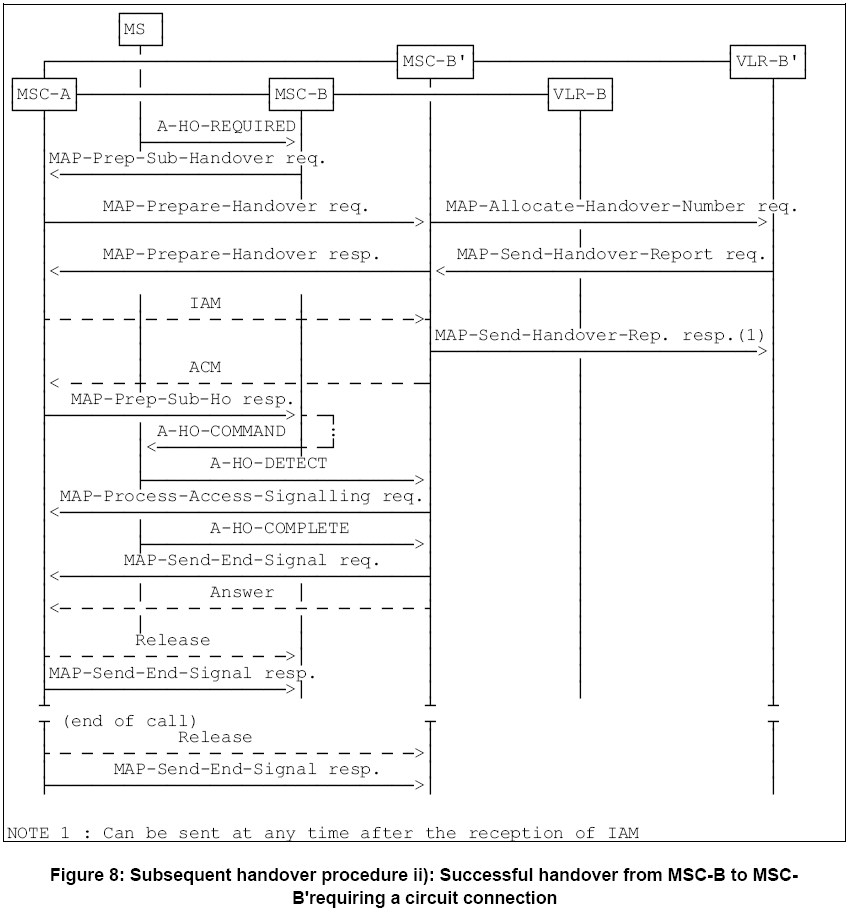 MS
MSC-B' VLR-B'
MSC-A MSC-B VLR-B
A-HO-REQUIRED
MAP-Prep-Sub-Handover req.
MAP-Prepare-Handover req. MAP-Allocate-Handover-Number req.
MAP-Prepare-Handover resp. MAP-Send-Handover-Report req.
IAM
MAP-Send-Handover-Rep. resp.(1)
ACM
MAP-Prep-Sub-Ho resp.
A-HO-COMMAND
A-HO-DETECT
MAP-Process-Access-Signalling req.
A-HO-COMPLETE
MAP-Send-End-Signal req.
Answer
Release
MAP-Send-End-Signal resp.
(end of call)
Release
MAP-Send-End-Signal resp.
NOTE 1 : Can be sent at any time after the reception of IAM
Figure 8: Subsequent handover procedure ii): Successful handover from MSC-B to MSC-
B'requiring a circuit connection